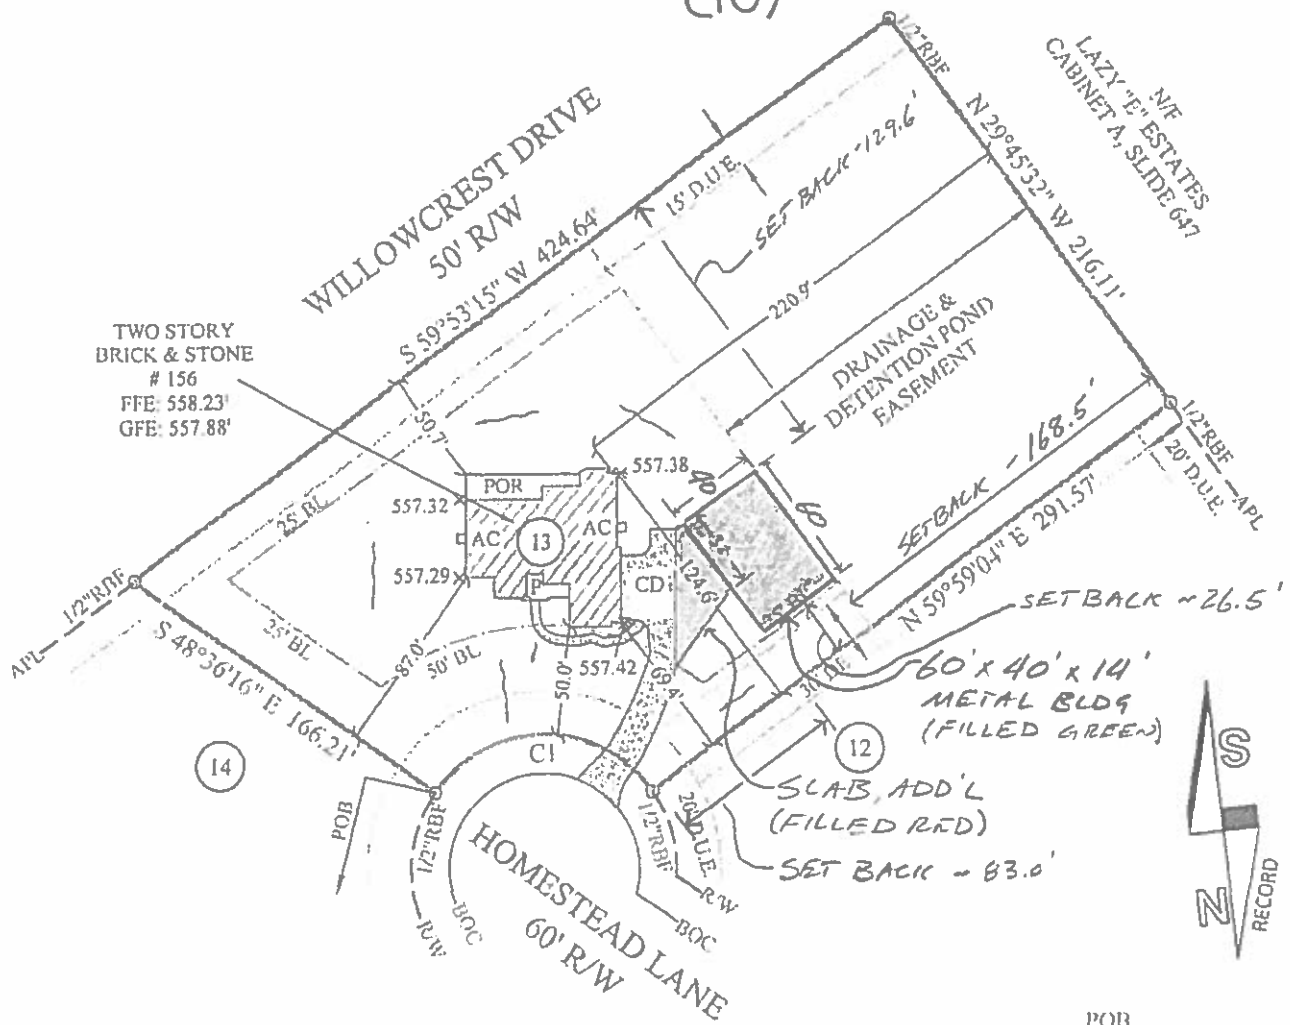 (10)
1/2"RBF
N/F
LAZY "E" ESTATES
CABINET A, SLIDE 647
N 29°45'32" W 216.11'
WILLOWCREST DRIVE
50' R/W
S 59°53'15" W 424.64'
15' D.U.E.
SET BACK ~129.6'
220.9'
DRAINAGE &
DETENTION POND
EASEMENT
TWO STORY
BRICK & STONE
# 156
FFE: 558.23'
GFE: 557.88'
50.7'
25' BL
557.38
40
60
SETBACK ~168.5'
1/2"RBF
20' D.U.E.
APL
N 59°59'04" E 291.57'
POR
557.32
AC
13
AC
557.29
P
CD
124.6'
SETBACK ~26.5'
1/2"RBF
APL
S 48°36'16" E 166.21'
25' BL
87.0'
50' BL
50.0'
557.42
69.4'
60' x 40' x 14'
METAL BLDG
(FILLED GREEN)
12
14
C1
SLAB, ADD'L
(FILLED RED)
POB
1/2"RBF
1/2"RBF
20' D.U.E.
SET BACK ~83.0'
HOMESTEAD LANE
60' R/W
R/W
BOC
BOC
R/W
S
N
RECORD
POB